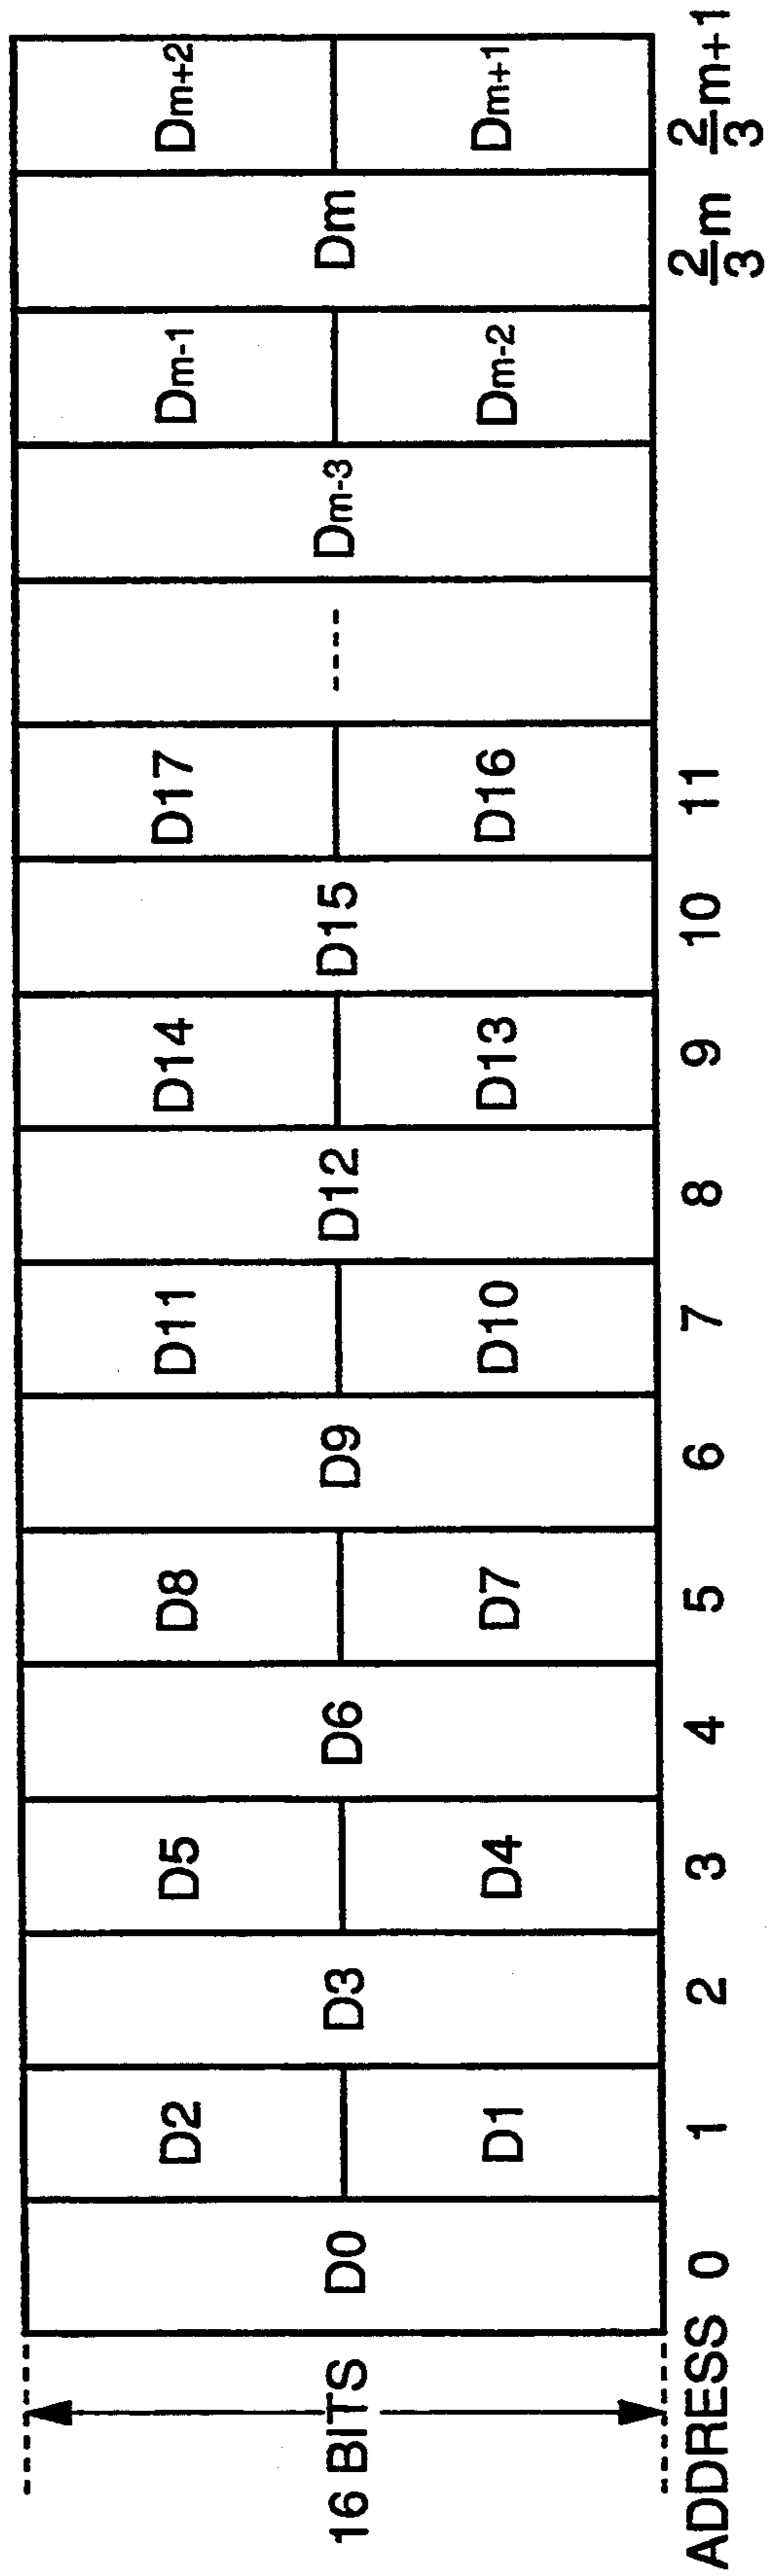 16 BITS
D0
D2
D1
D3
D5
D4
D6
D8
D7
D9
D11
D10
D12
D14
D13
D15
D17
D16
----
Dm-3
Dm-1
Dm-2
Dm
Dm+2
Dm+1
ADDRESS 0 1 2 3 4 5 6 7 8 9 10 11 2/3 m 2/3 m+1